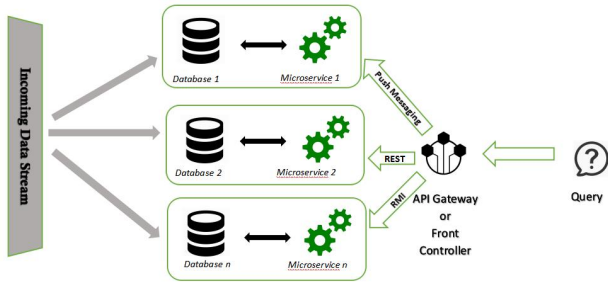 Incoming Data Stream
Database 1
Microservice 1
Push Messaging
Database 2
Microservice 2
REST
API Gateway
or
Front
Controller
Query
RMI
Database n
Microservice n